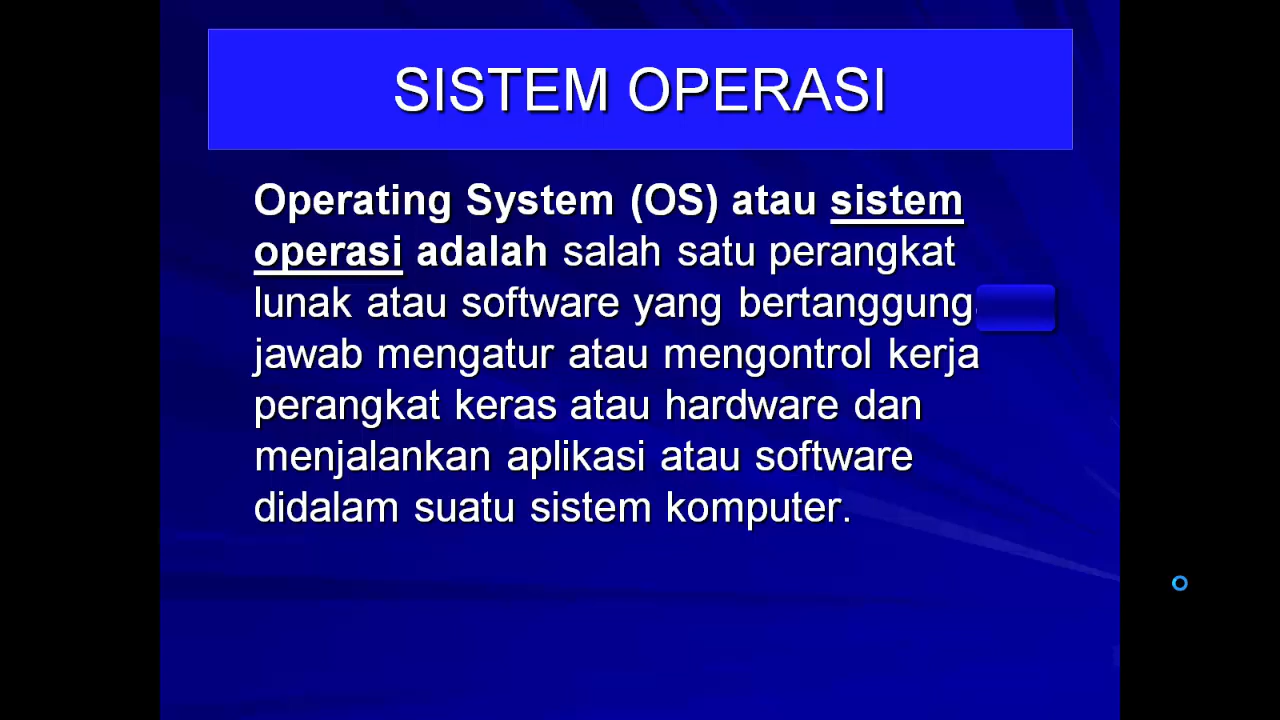 SISTEM OPERASI
Operating System (OS) atau sistem
operasi adalah salah satu perangkat
lunak atau software yang bertanggung
jawab mengatur atau mengontrol kerja
perangkat keras atau hardware dan
menjalankan aplikasi atau software
didalam suatu sistem komputer.